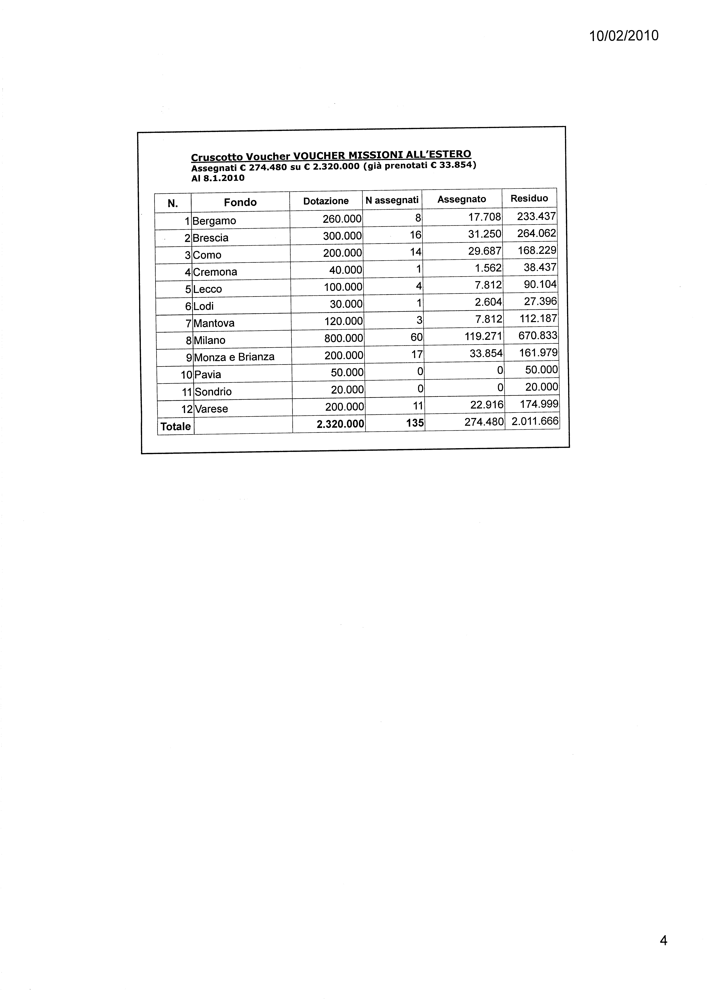 10/02/2010
Cruscotto Voucher VOUCHER MISSIONI ALL'ESTERO
Assegnati € 274.480 su € 2.320.000 (già prenotati € 33.854)
Al 8.1.2010
N. Fondo Dotazione N assegnati Assegnato Residuo
1 Bergamo 260.000 8 17.708 233.437
2 Brescia 300.000 16 31.250 264.062
3 Como 200.000 14 29.687 168.229
4 Cremona 40.000 1 1.562 38.437
5 Lecco 100.000 4 7.812 90.104
6 Lodi 30.000 1 2.604 27.396
7 Mantova 120.000 3 7.812 112.187
8 Milano 800.000 60 119.271 670.833
9 Monza e Brianza 200.000 17 33.854 161.979
10 Pavia 50.000 0 0 50.000
11 Sondrio 20.000 0 0 20.000
12 Varese 200.000 11 22.916 174.999
Totale 2.320.000 135 274.480 2.011.666
4